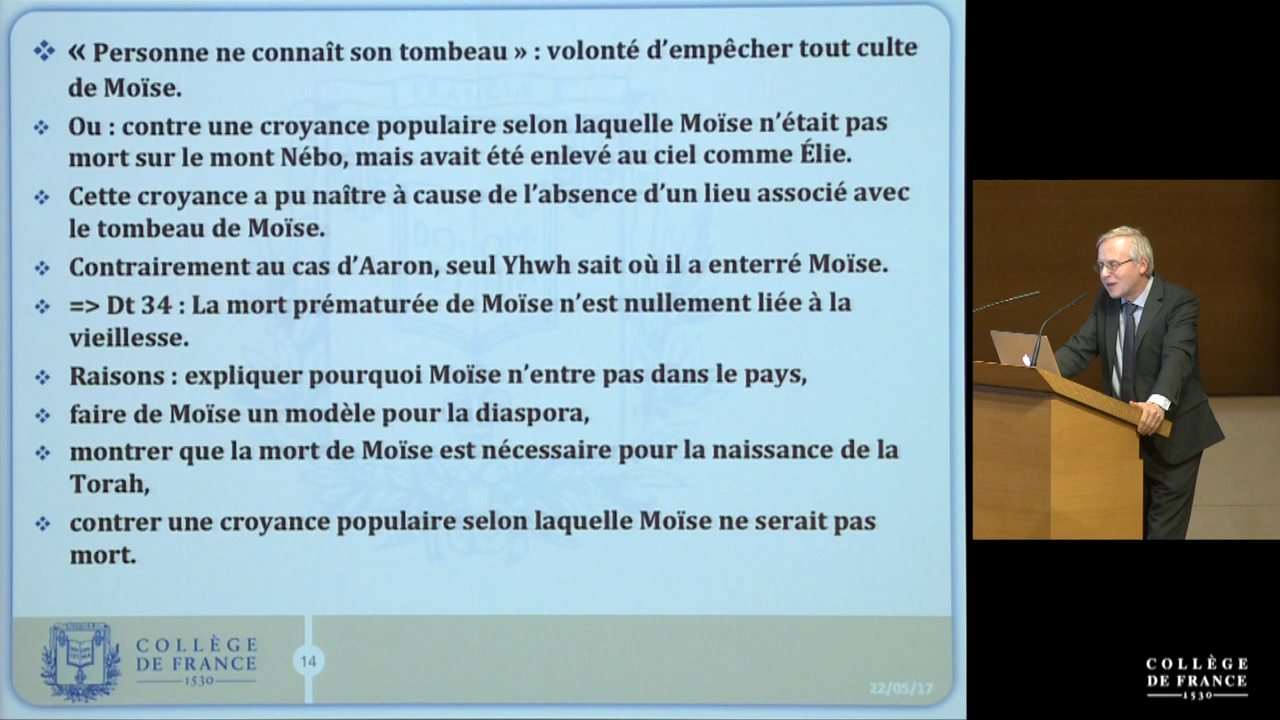 « Personne ne connaît son tombeau » : volonté d’empêcher tout culte
de Moïse.
Ou : contre une croyance populaire selon laquelle Moïse n’était pas
mort sur le mont Nébo, mais avait été enlevé au ciel comme Élie.
Cette croyance a pu naître à cause de l’absence d’un lieu associé avec
le tombeau de Moïse.
Contrairement au cas d’Aaron, seul Yhwh sait où il a enterré Moïse.
=> Dt 34 : La mort prématurée de Moïse n’est nullement liée à la
vieillesse.
Raisons : expliquer pourquoi Moïse n’entre pas dans le pays,
faire de Moïse un modèle pour la diaspora,
montrer que la mort de Moïse est nécessaire pour la naissance de la
Torah,
contrer une croyance populaire selon laquelle Moïse ne serait pas
mort.
COLLÈGE
DE FRANCE
1530
14
22/05/17
COLLÈGE
DE FRANCE
1530